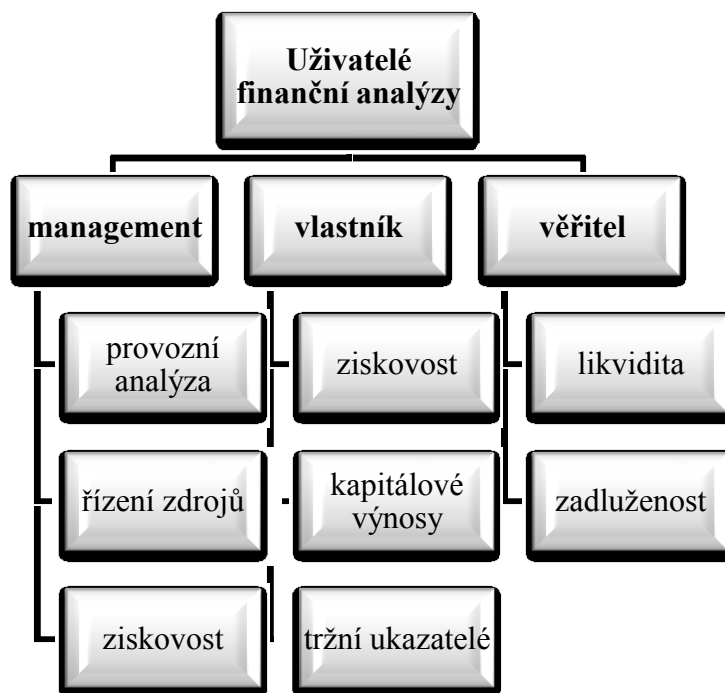 Uživatelé
finanční analýzy
management
vlastník
věřitel
provozní
analýza
ziskovost
likvidita
řízení zdrojů
kapitálové
výnosy
zadluženost
ziskovost
tržní ukazatelé